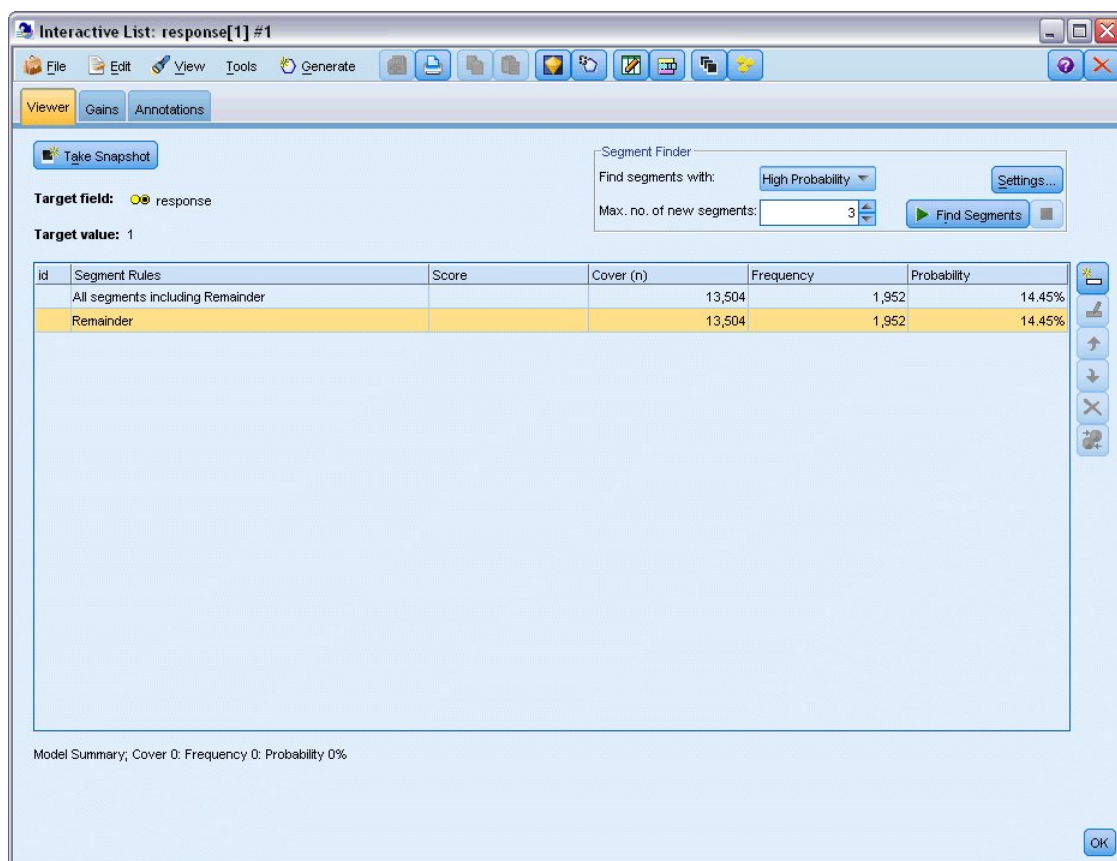 Interactive List: response[1] #1
File Edit View Tools Generate
Viewer Gains Annotations
Take Snapshot
Segment Finder
Find segments with: High Probability Settings...
Target field: response
Max. no. of new segments: 3 Find Segments
Target value: 1
id Segment Rules Score Cover (n) Frequency Probability
All segments including Remainder 13,504 1,952 14.45%
Remainder 13,504 1,952 14.45%
Model Summary; Cover 0: Frequency 0: Probability 0%
OK